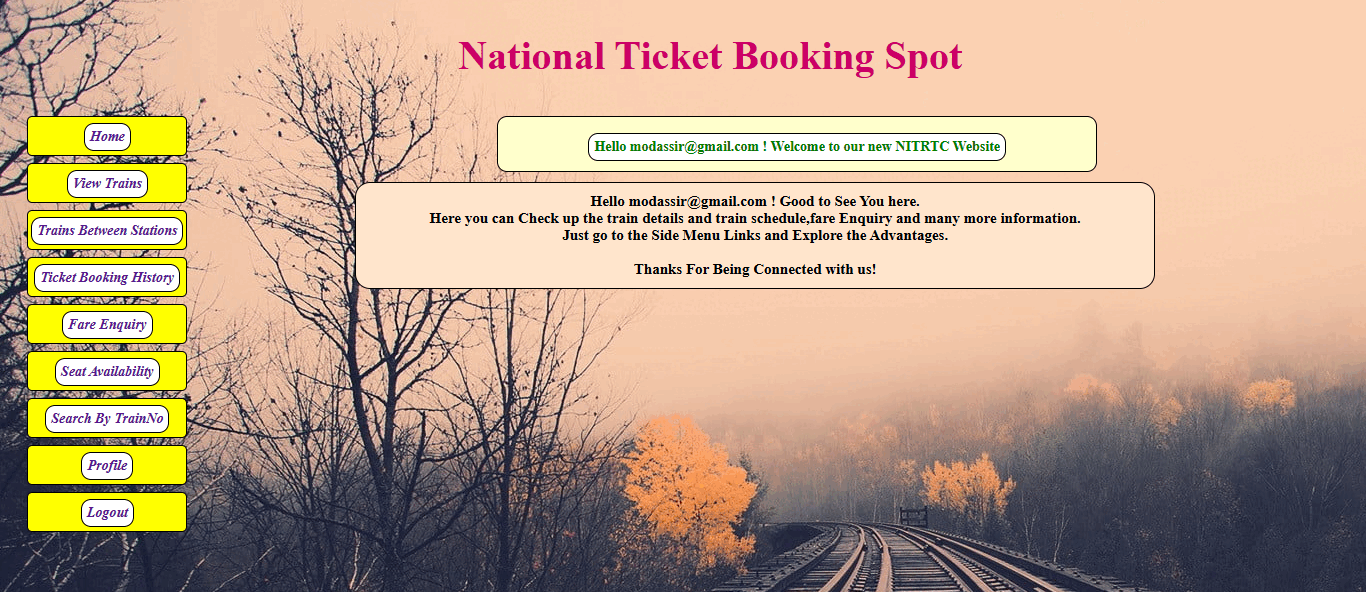 National Ticket Booking Spot
Home
View Trains
Trains Between Stations
Ticket Booking History
Fare Enquiry
Seat Availability
Search By TrainNo
Profile
Logout
Hello modassir@gmail.com ! Welcome to our new NITRTC Website
Hello modassir@gmail.com ! Good to See You here.
Here you can Check up the train details and train schedule,fare Enquiry and many more information.
Just go to the Side Menu Links and Explore the Advantages.
Thanks For Being Connected with us!